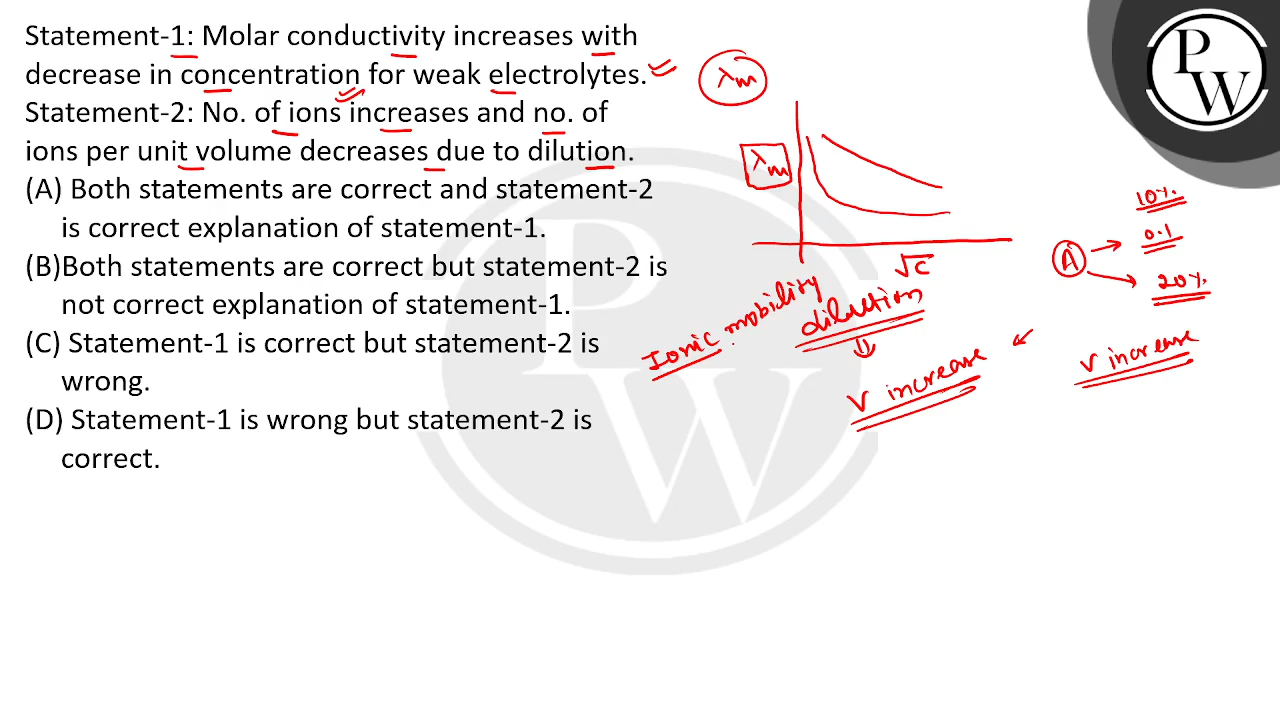 Statement-1: Molar conductivity increases with
decrease in concentration for weak electrolytes.
Statement-2: No. of ions increases and no. of
ions per unit volume decreases due to dilution.
(A) Both statements are correct and statement-2
is correct explanation of statement-1.
(B)Both statements are correct but statement-2 is
not correct explanation of statement-1.
(C) Statement-1 is correct but statement-2 is
wrong.
(D) Statement-1 is wrong but statement-2 is
correct.
λm
λm
√c
Ionic mobility
dilution
⇓
V increase
A
10%
0.1
20%
V increase
PW
PW